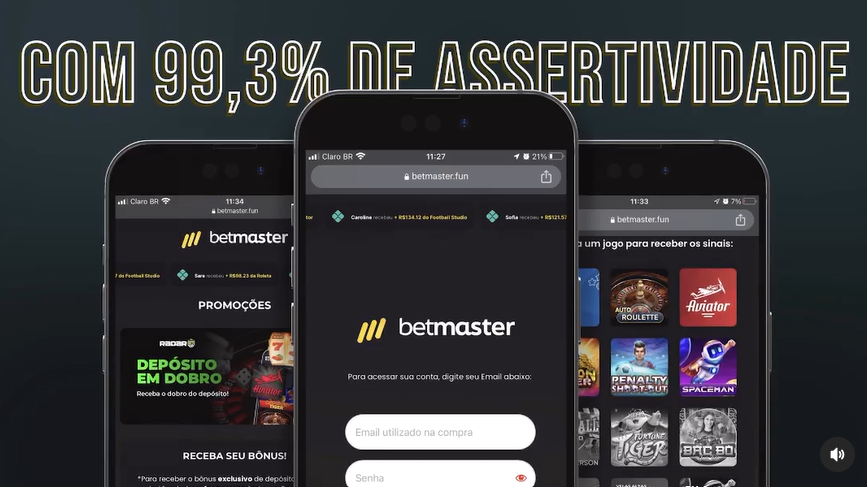 COM 99,3% DE ASSERTIVIDADE
Claro BR 11:34
betmaster.fun
betmaster
7 do Football Studio Sara recebeu + R$98.23 da Roleta
PROMOÇÕES
RADAR
DEPÓSITO
EM DOBRO
Receba o dobro do depósito!
RECEBA SEU BÔNUS!
*Para receber o bônus exclusivo de depósito
Claro BR 11:27 21%
betmaster.fun
tor Caroline recebeu + R$134.12 do Football Studio Sofia recebeu + R$121.57
betmaster
Para acessar sua conta, digite seu Email abaixo:
Email utilizado na compra
Senha
11:33 7%
betmaster.fun
a um jogo para receber os sinais:
AUTO
ROULETTE
Aviator
PENALTY
SHOOT-OUT
SPACEMAN
FORTUNE
TIGER
BAC BO